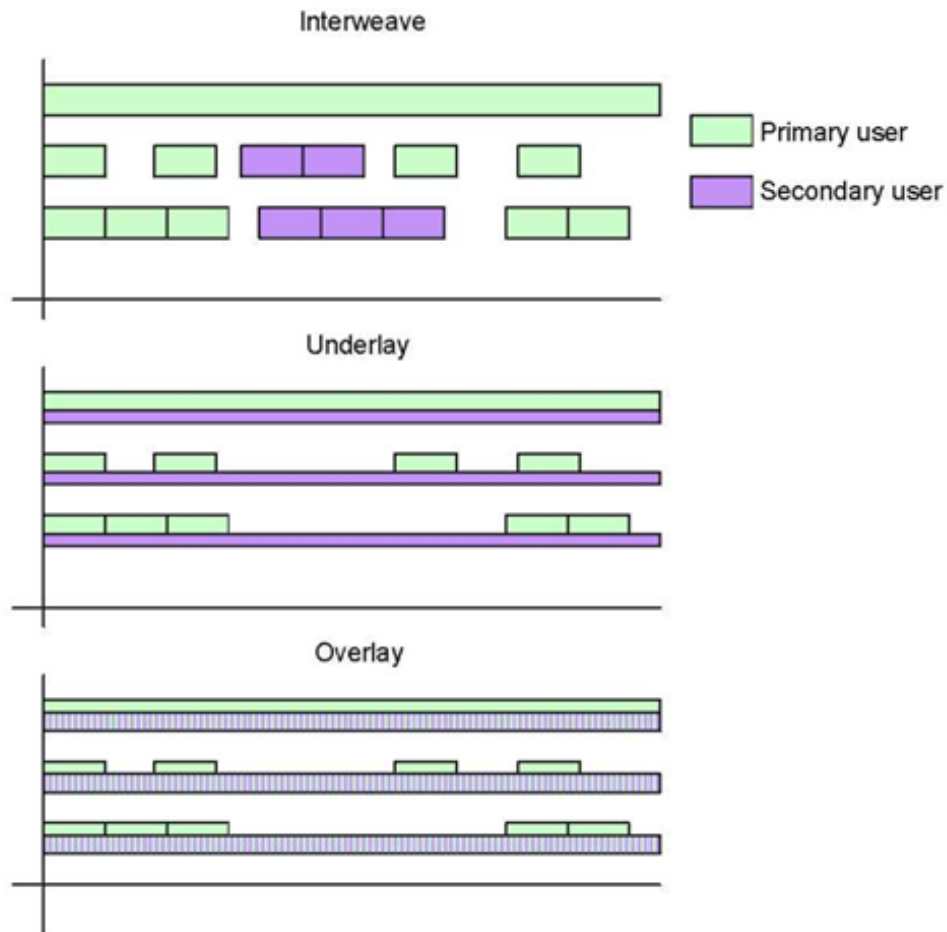 Interweave
Primary user
Secondary user
Underlay
Overlay